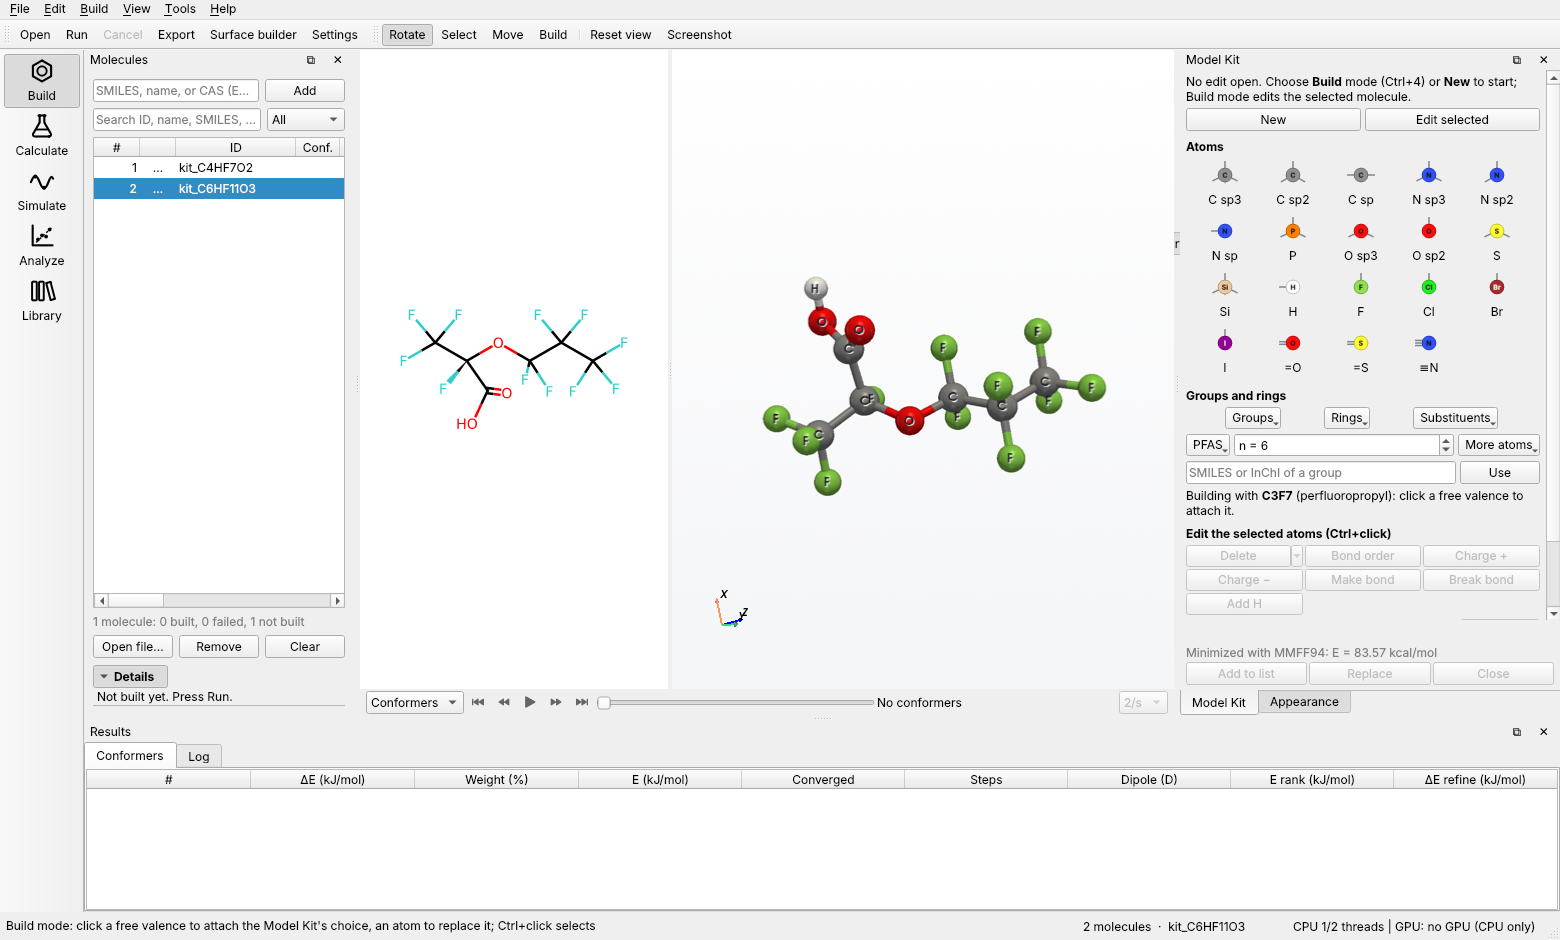 File Edit Build View Tools Help
Open Run Cancel Export Surface builder Settings Rotate Select Move Build Reset view Screenshot
Build
Calculate
Simulate
Analyze
Library
Molecules
SMILES, name, or CAS (E... Add
Search ID, name, SMILES, ... All
# ID Conf.
1 ... kit_C4HF7O2
2 ... kit_C6HF11O3
1 molecule: 0 built, 0 failed, 1 not built
Open file... Remove Clear
Details
Not built yet. Press Run.
F F F F
O F
F
F F F F F
O
HO
H
O O
F F
C
F F
C F C
C F C
F O F F
F C
F
F
X
Z
Conformers No conformers 2/s
r
Model Kit
No edit open. Choose Build mode (Ctrl+4) or New to start;
Build mode edits the selected molecule.
New Edit selected
Atoms
C C C N N
C sp3 C sp2 C sp N sp3 N sp2
N P O O S
N sp P O sp3 O sp2 S
Si H F Cl Br
Si H F Cl Br
I O S N
I =O =S ≡N
Groups and rings
Groups Rings Substituents
PFAS n = 6 More atoms
SMILES or InChI of a group Use
Building with C3F7 (perfluoropropyl): click a free valence to
attach it.
Edit the selected atoms (Ctrl+click)
Delete Bond order Charge +
Charge − Make bond Break bond
Add H
Minimized with MMFF94: E = 83.57 kcal/mol
Add to list Replace Close
Model Kit Appearance
Results
Conformers Log
# ΔE (kJ/mol) Weight (%) E (kJ/mol) Converged Steps Dipole (D) E rank (kJ/mol) ΔE refine (kJ/mol)
Build mode: click a free valence to attach the Model Kit's choice, an atom to replace it; Ctrl+click selects
2 molecules · kit_C6HF11O3 CPU 1/2 threads | GPU: no GPU (CPU only)